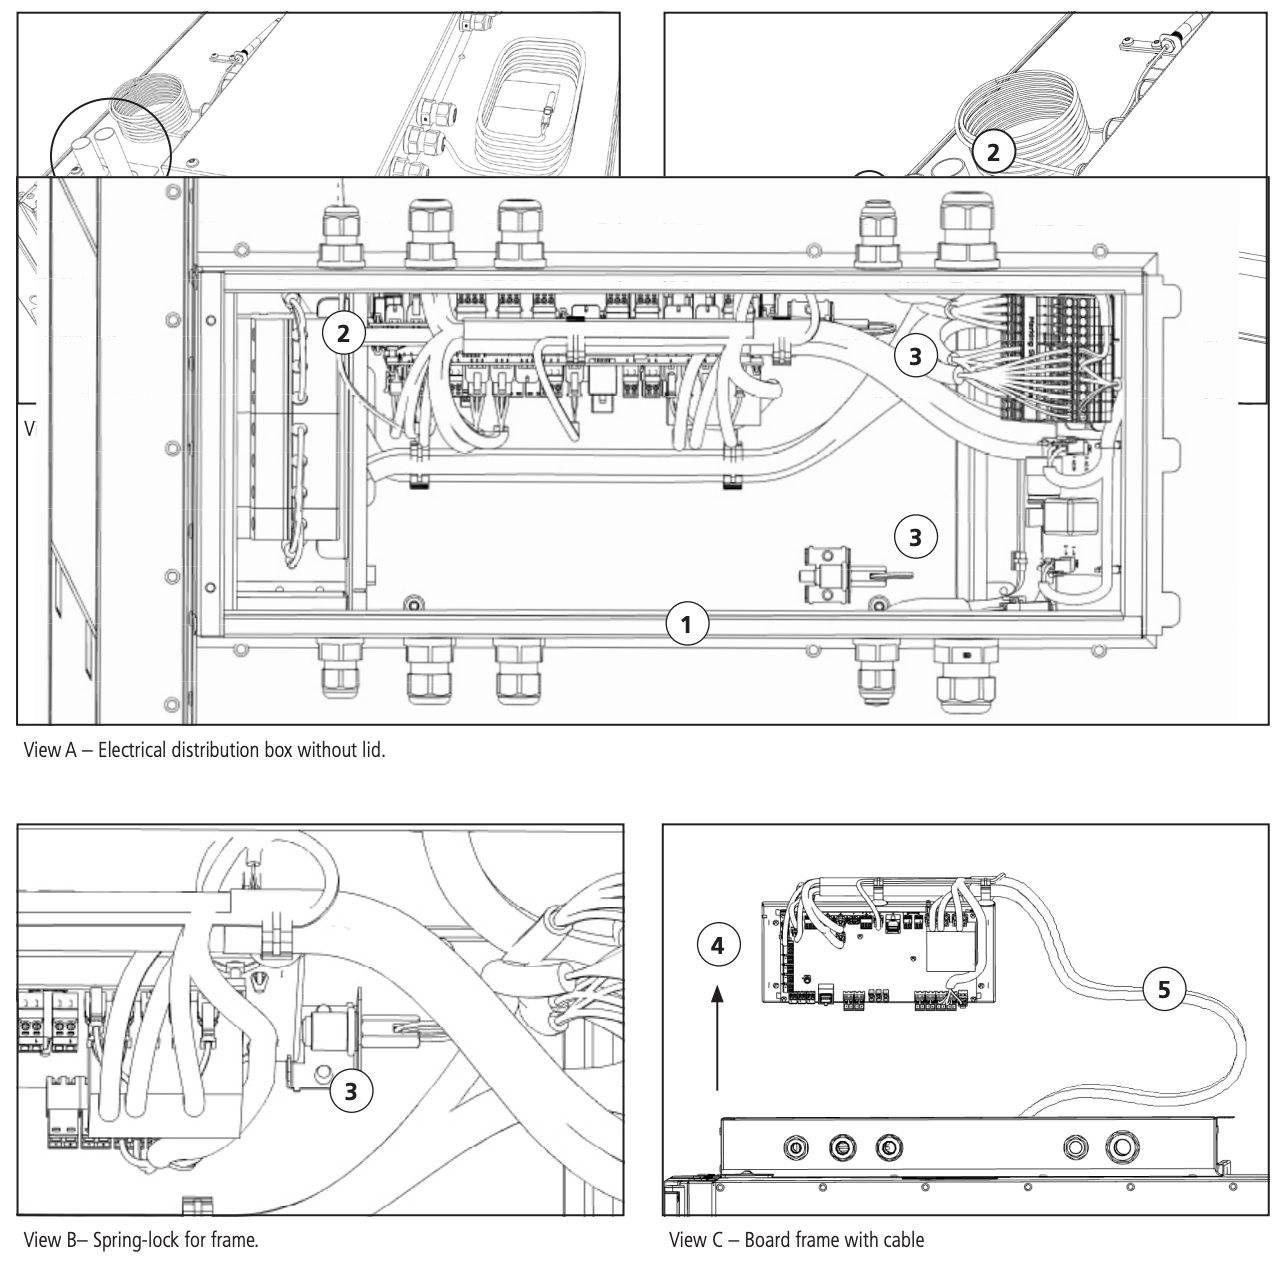 2
2
3
3
1
V
View A – Electrical distribution box without lid.
3
4
5
View B– Spring-lock for frame.
View C – Board frame with cable